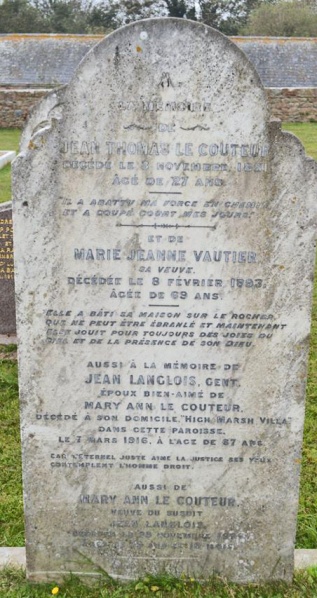 MÉMOIRE
DE
JEAN THOMAS LE COUTEUR
DÉCÉDÉ LE NOVEMBRE
ÂGÉ DE 27 ANS.
IL A ABATTU MA FORCE EN CHEMIN
ET A COUPÉ COURT MES JOURS.
ET DE
MARIE JEANNE VAUTIER
SA VEUVE.
DÉCÉDÉE LE 8 FÉVRIER, 1893,
ÂGÉE DE 69 ANS.
ELLE A BÂTI SA MAISON SUR LE ROCHER,
QUI NE PEUT ÊTRE ÉBRANLÉ ET MAINTENANT
ELLE JOUIT POUR TOUJOURS DES JOIES DU
CIEL ET DE LA PRÉSENCE DE SON DIEU.
AUSSI À LA MÉMOIRE DE
JEAN LANGLOIS, GENT.
ÉPOUX BIEN-AIMÉ DE
MARY ANN LE COUTEUR.
DÉCÉDÉ À SON DOMICILE, "HIGH MARSH VILLA"
DANS CETTE PAROISSE,
LE 7 MARS 1916, À L'ÂGE DE 67 ANS.
CAR L'ÉTERNEL JUSTE AIME LA JUSTICE SES YEUX
CONTEMPLENT L'HOMME DROIT.
AUSSI DE
MARY ANN LE COUTEUR,
VEUVE DU SUSDIT
JEAN LANGLOIS,
NOVEMBRE